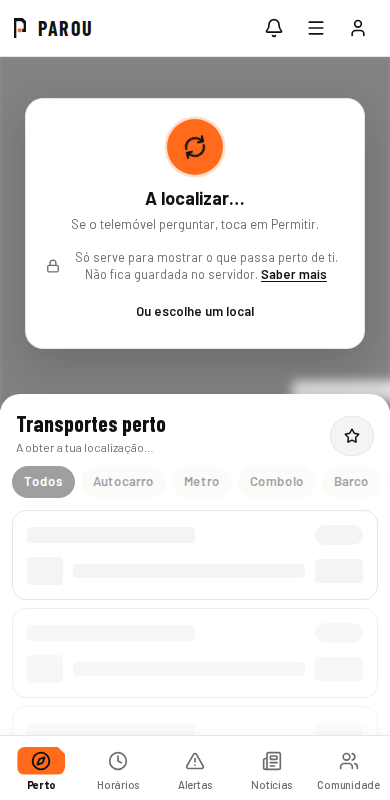 PAROU
A localizar...
Se o telemóvel perguntar, toca em Permitir.
Só serve para mostrar o que passa perto de ti.
Não fica guardada no servidor. Saber mais
Ou escolhe um local
Transportes perto
A obter a tua localização...
Todos Autocarro Metro Comboio Barco
Perto Horários Alertas Notícias Comunidade